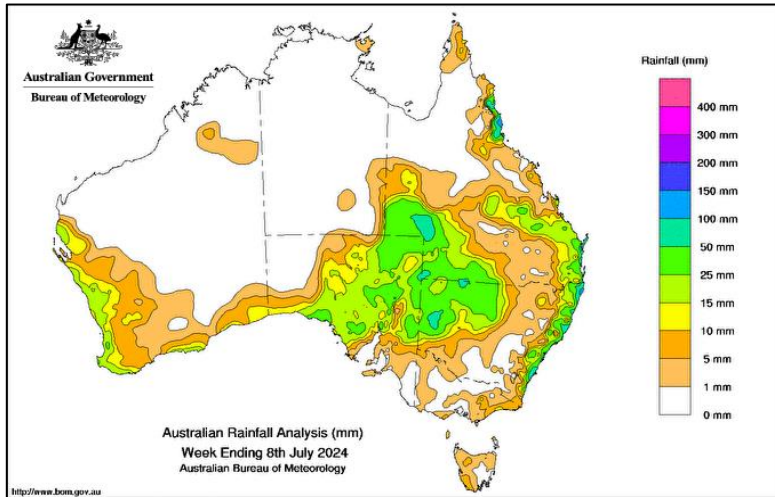 Australian Government
Bureau of Meteorology
Rainfall (mm)
400 mm
300 mm
200 mm
150 mm
100 mm
50 mm
25 mm
15 mm
10 mm
5 mm
1 mm
0 mm
Australian Rainfall Analysis (mm)
Week Ending 8th July 2024
Australian Bureau of Meteorology
http://www.bom.gov.au